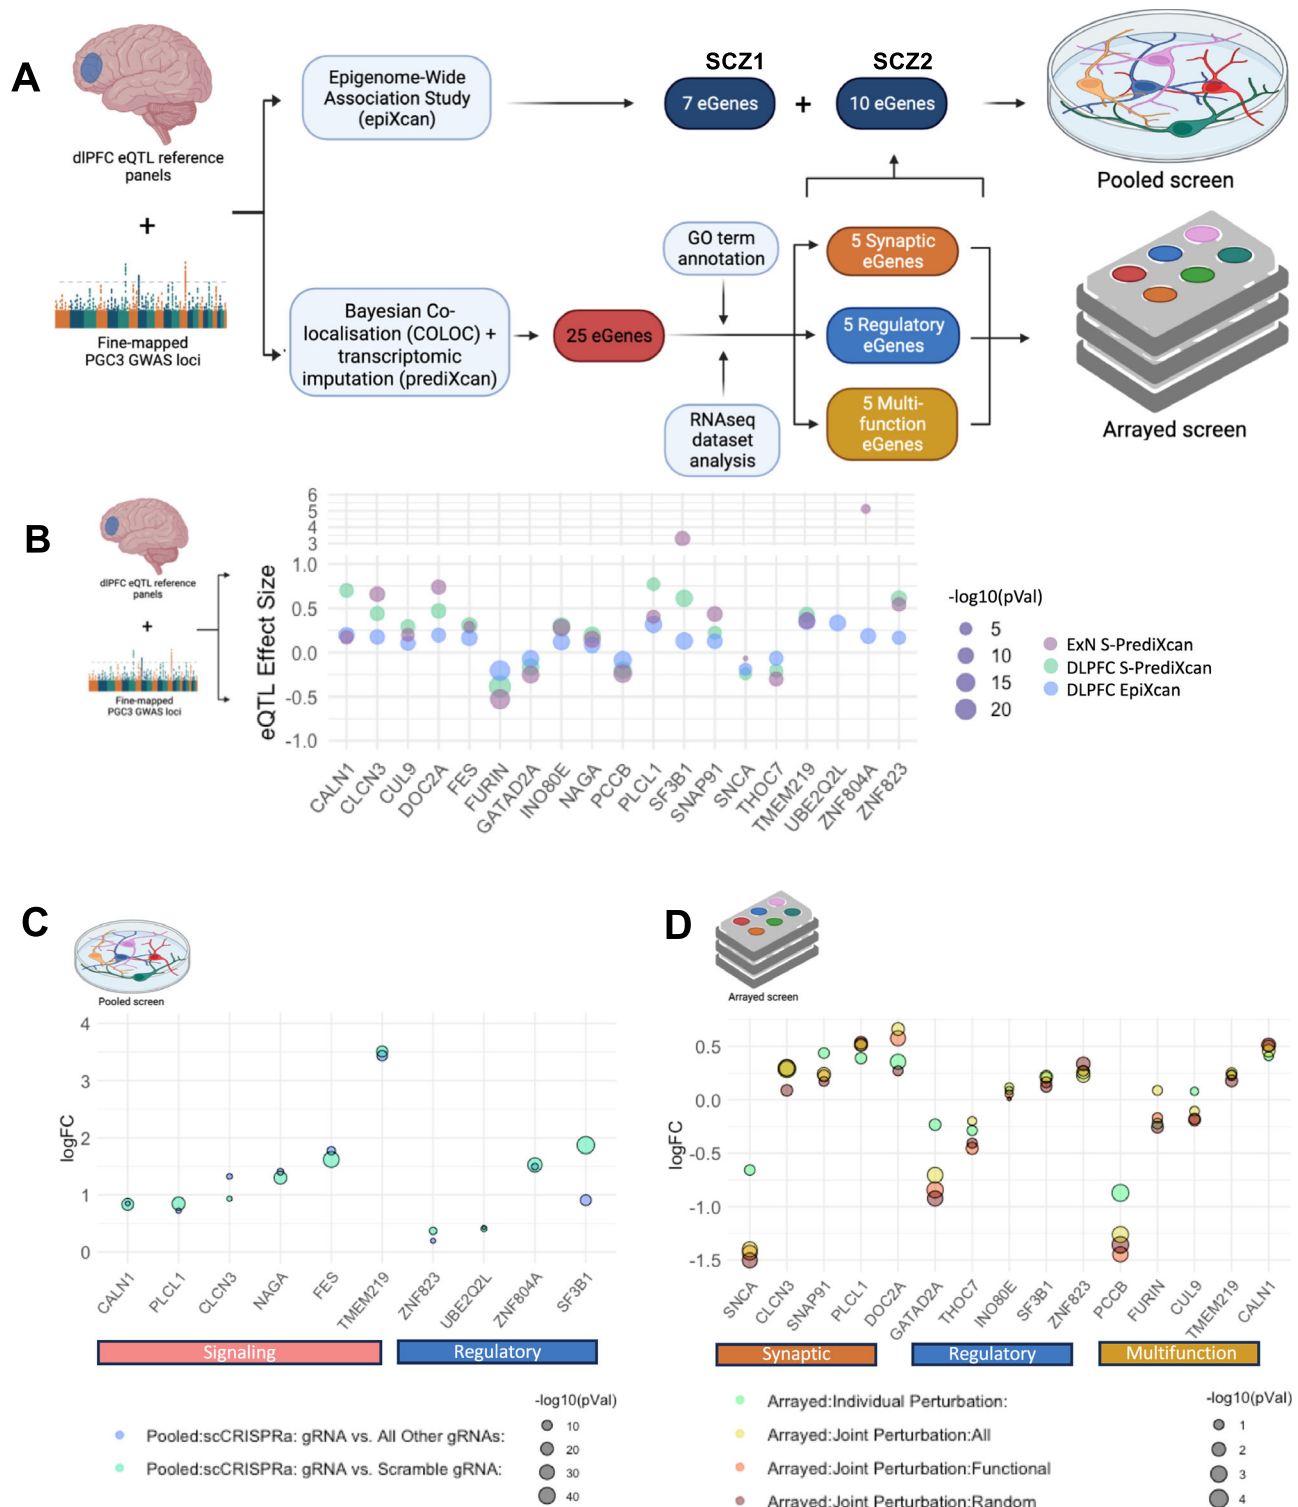 A
dlPFC eQTL reference
panels
+
Fine-mapped
PGC3 GWAS loci
Epigenome-Wide
Association Study
(epiXcan)
SCZ1
7 eGenes
+
SCZ2
10 eGenes
Pooled screen
Bayesian Co-
localisation (COLOC) +
transcriptomic
imputation (prediXcan)
25 eGenes
GO term
annotation
RNAseq
dataset
analysis
5 Synaptic
eGenes
5 Regulatory
eGenes
5 Multi-
function
eGenes
Arrayed screen
B
dlPFC eQTL reference
panels
+
Fine-mapped
PGC3 GWAS loci
eQTL Effect Size
6
5
4
3
1.0
0.5
0.0
-0.5
-1.0
CALN1
CLCN3
CUL9
DOC2A
FES
FURIN
GATAD2A
INO80E
NAGA
PCCB
PLCL1
SF3B1
SNAP91
SNCA
THOC7
TMEM219
UBE2Q2L
ZNF804A
ZNF823
-log10(pVal)
5
10
15
20
ExN S-PrediXcan
DLPFC S-PrediXcan
DLPFC EpiXcan
C
Pooled screen
logFC
4
3
2
1
0
CALN1
PLCL1
CLCN3
NAGA
FES
TMEM219
ZNF823
UBE2Q2L
ZNF804A
SF3B1
Signaling
Regulatory
Pooled:scCRISPRa: gRNA vs. All Other gRNAs:
Pooled:scCRISPRa: gRNA vs. Scramble gRNA:
-log10(pVal)
10
20
30
40
D
Arrayed screen
logFC
0.5
0.0
-0.5
-1.0
-1.5
SNCA
CLCN3
SNAP91
PLCL1
DOC2A
GATAD2A
THOC7
INO80E
SF3B1
ZNF823
PCCB
FURIN
CUL9
TMEM219
CALN1
Synaptic
Regulatory
Multifunction
Arrayed:Individual Perturbation:
Arrayed:Joint Perturbation:All
Arrayed:Joint Perturbation:Functional
Arrayed:Joint Perturbation:Random
-log10(pVal)
1
2
3
4